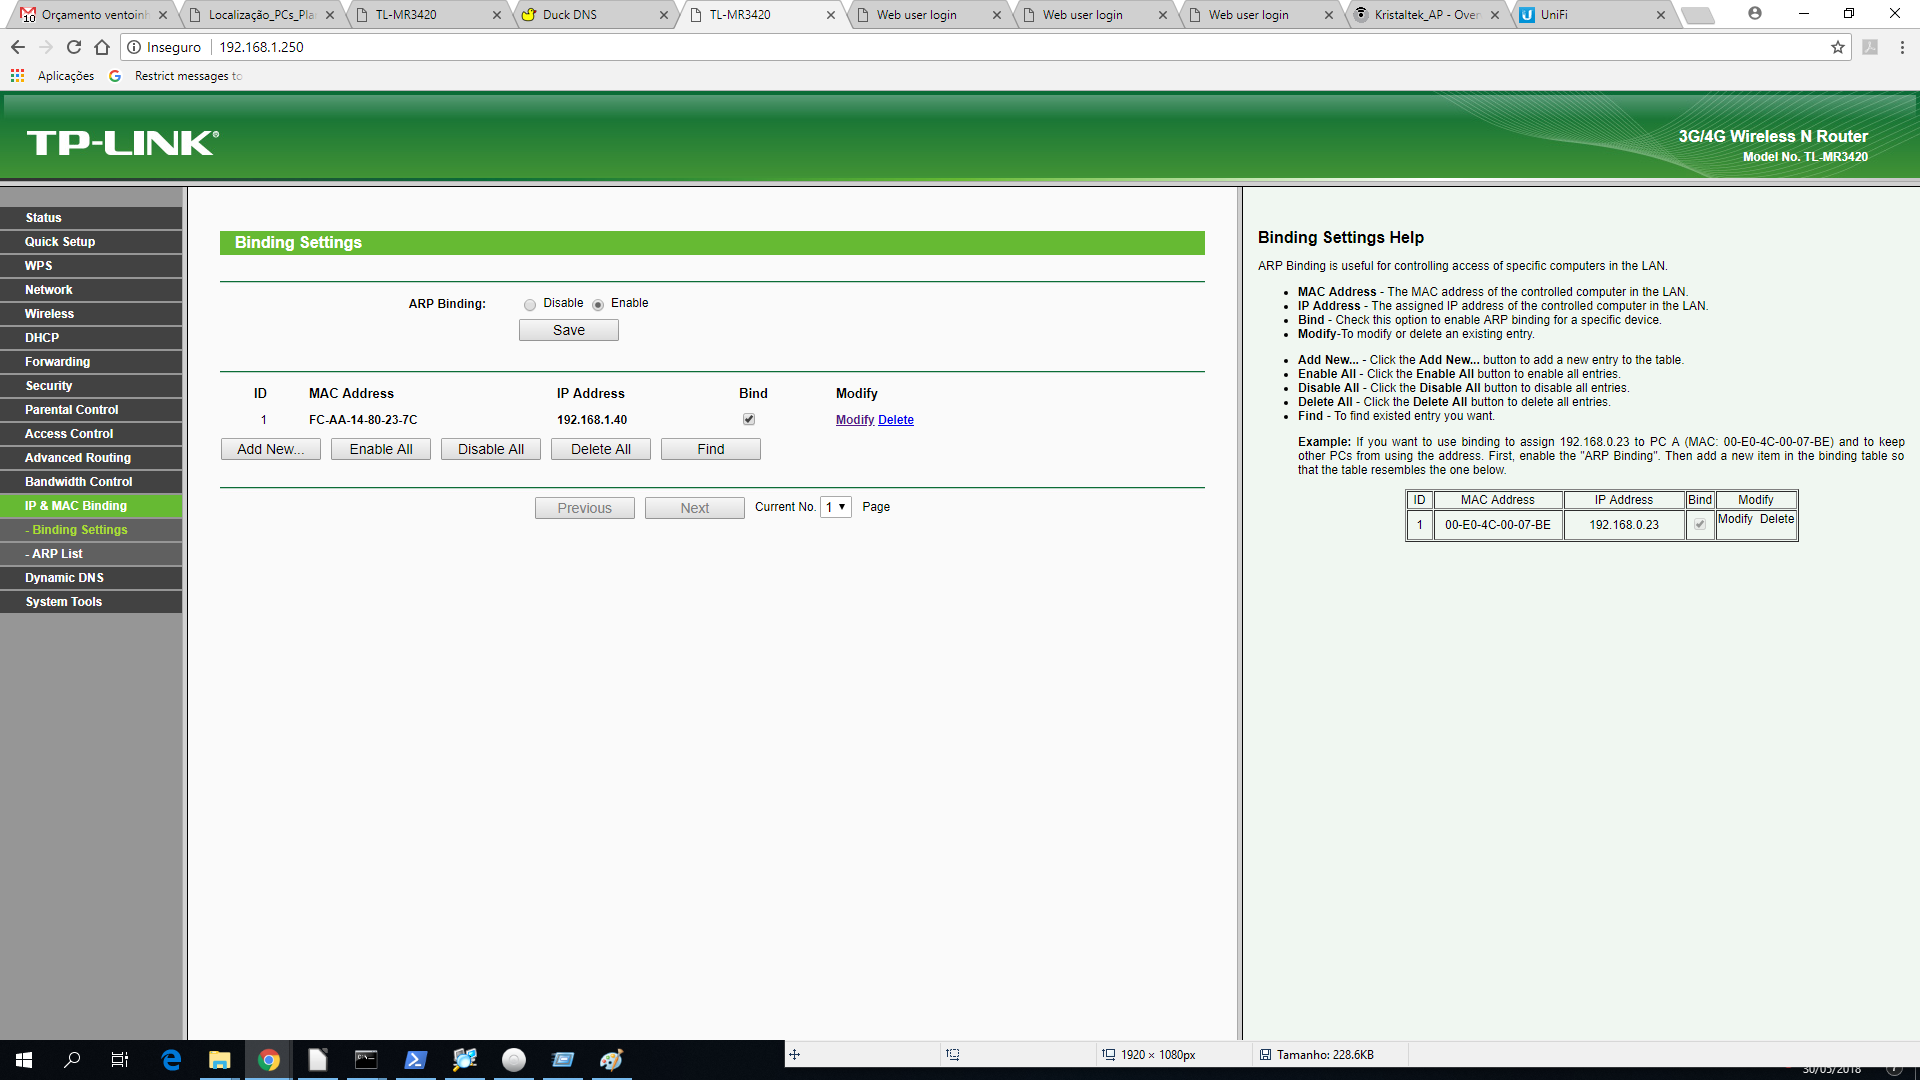 Orçamento ventoinh
Localização_PCs_Pla
TL-MR3420
Duck DNS
TL-MR3420
Web user login
Web user login
Web user login
Kristaltek_AP - Over
UniFi
Inseguro 192.168.1.250
Aplicações Restrict messages to
TP-LINK®
3G/4G Wireless N Router
Model No. TL-MR3420
Status
Quick Setup
WPS
Network
Wireless
DHCP
Forwarding
Security
Parental Control
Access Control
Advanced Routing
Bandwidth Control
IP & MAC Binding
- Binding Settings
- ARP List
Dynamic DNS
System Tools
Binding Settings
ARP Binding: Disable Enable
Save
ID MAC Address IP Address Bind Modify
1 FC-AA-14-80-23-7C 192.168.1.40 Modify Delete
Add New... Enable All Disable All Delete All Find
Previous Next Current No. 1 Page
Binding Settings Help
ARP Binding is useful for controlling access of specific computers in the LAN.
MAC Address - The MAC address of the controlled computer in the LAN.
IP Address - The assigned IP address of the controlled computer in the LAN.
Bind - Check this option to enable ARP binding for a specific device.
Modify-To modify or delete an existing entry.
Add New... - Click the Add New... button to add a new entry to the table.
Enable All - Click the Enable All button to enable all entries.
Disable All - Click the Disable All button to disable all entries.
Delete All - Click the Delete All button to delete all entries.
Find - To find existed entry you want.
Example: If you want to use binding to assign 192.168.0.23 to PC A (MAC: 00-E0-4C-00-07-BE) and to keep
other PCs from using the address. First, enable the "ARP Binding". Then add a new item in the binding table so
that the table resembles the one below.
ID MAC Address IP Address Bind Modify
1 00-E0-4C-00-07-BE 192.168.0.23 Modify Delete
1920 × 1080px
Tamanho: 228.6KB
30/05/2018